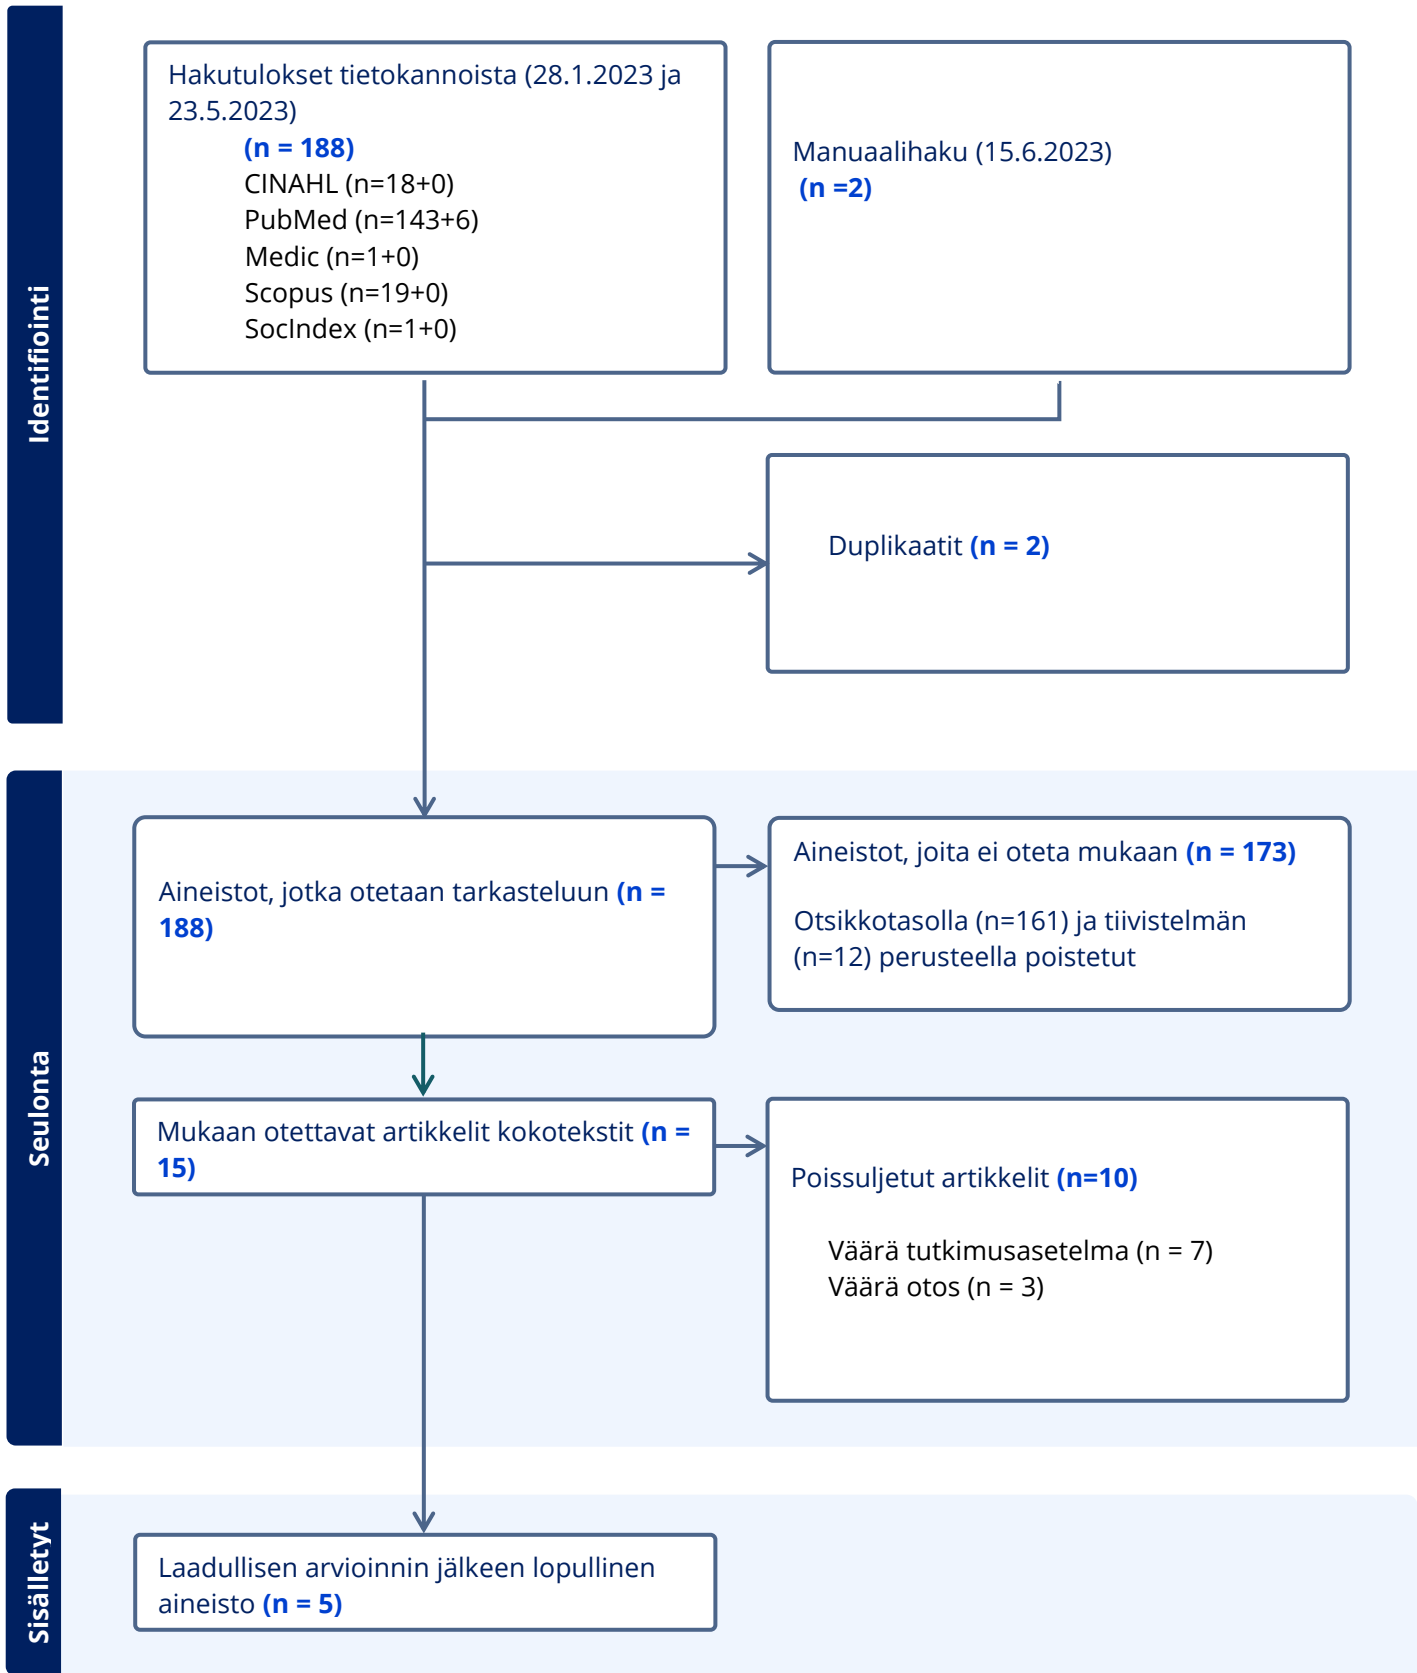 Identifiointi
Hakutulokset tietokannoista (28.1.2023 ja
23.5.2023)
(n = 188)
CINAHL (n=18+0)
PubMed (n=143+6)
Medic (n=1+0)
Scopus (n=19+0)
SocIndex (n=1+0)
Manuaalihaku (15.6.2023)
(n =2)
Duplikaatit (n = 2)
Seulonta
Aineistot, jotka otetaan tarkasteluun (n =
188)
Aineistot, joita ei oteta mukaan (n = 173)
Otsikkotasolla (n=161) ja tiivistelmän
(n=12) perusteella poistetut
Mukaan otettavat artikkelit kokotekstit (n =
15)
Poissuljetut artikkelit (n=10)
Väärä tutkimusasetelma (n = 7)
Väärä otos (n = 3)
Sisälletyt
Laadullisen arvioinnin jälkeen lopullinen
aineisto (n = 5)